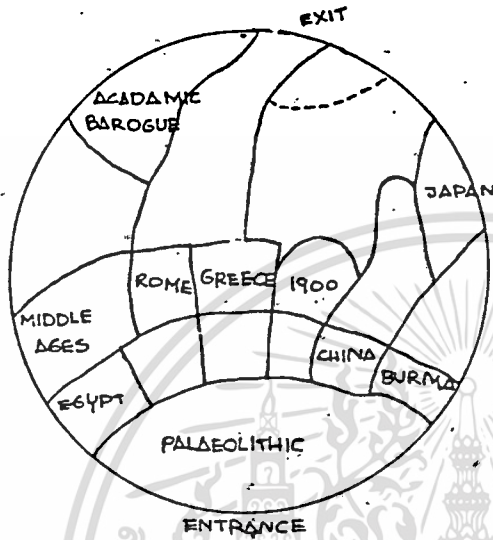 EXIT
ACADAMIC
BAROGUE
JAPAN
ROME
GREECE
1900
MIDDLE
AGES
CHINA
BURMA
EGYPT
PALAEOLITHIC
ENTRANCE